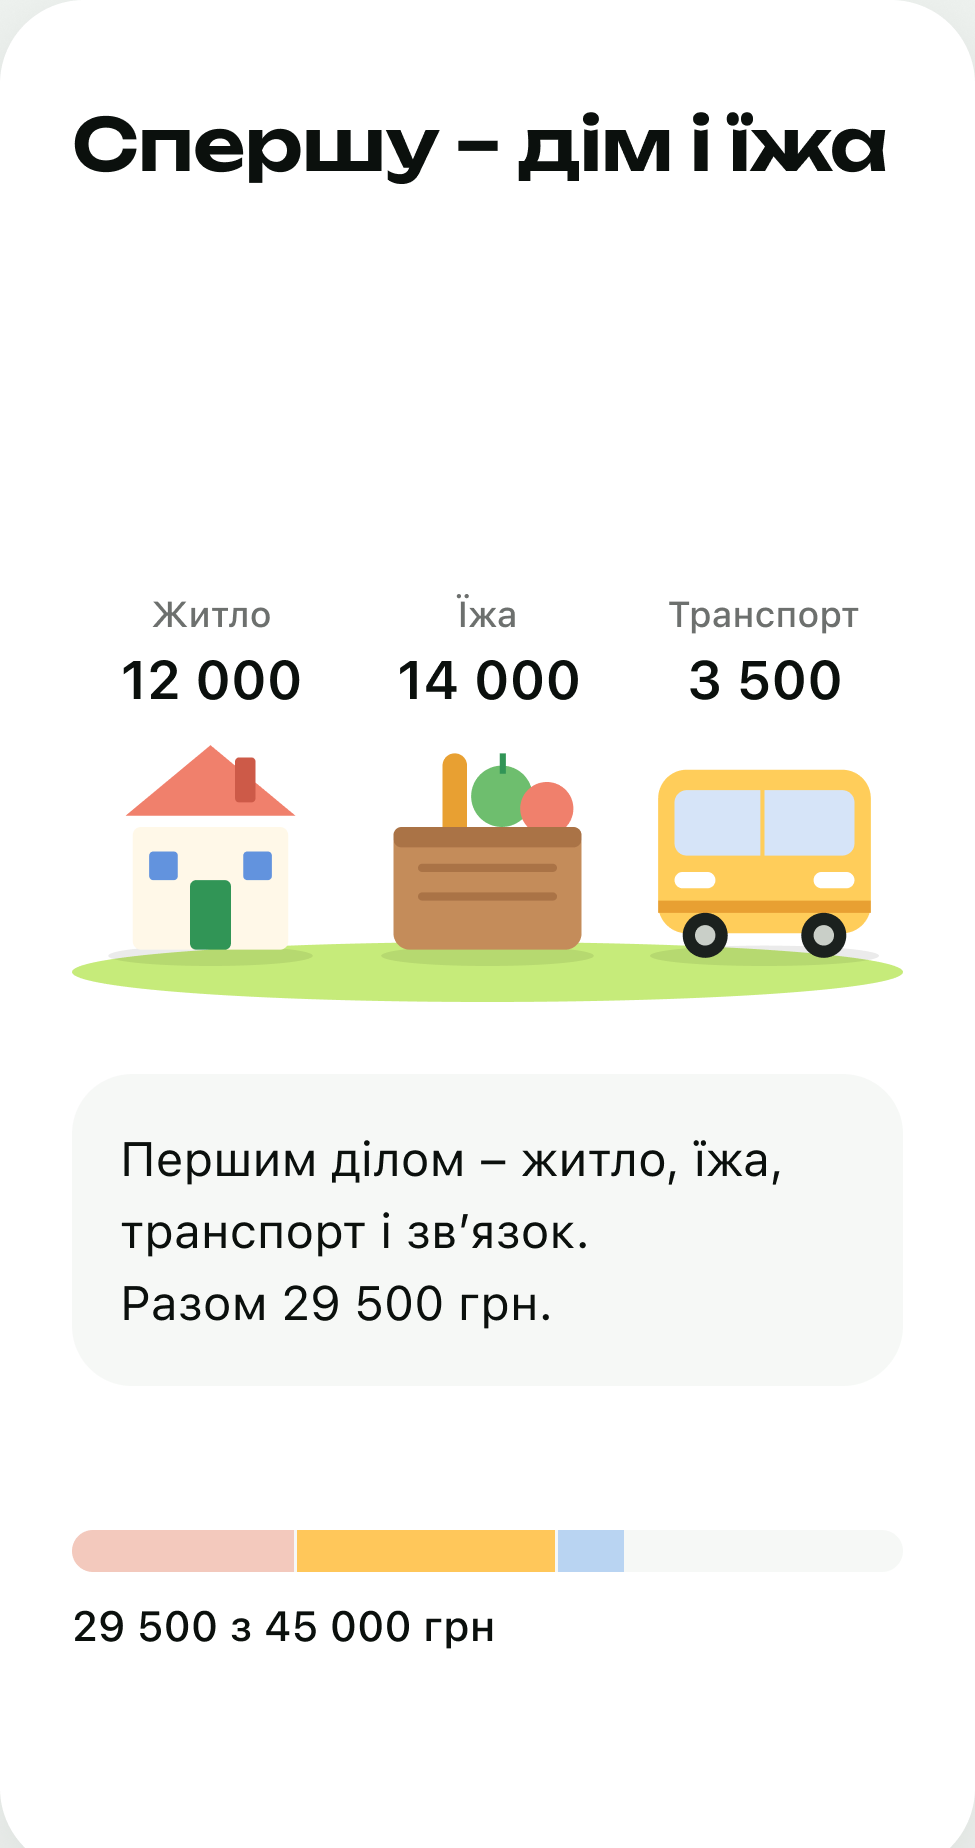 Спершу – дім і їжа
Житло Їжа Транспорт
12 000 14 000 3 500
Першим ділом – житло, їжа,
транспорт і зв’язок.
Разом 29 500 грн.
29 500 з 45 000 грн